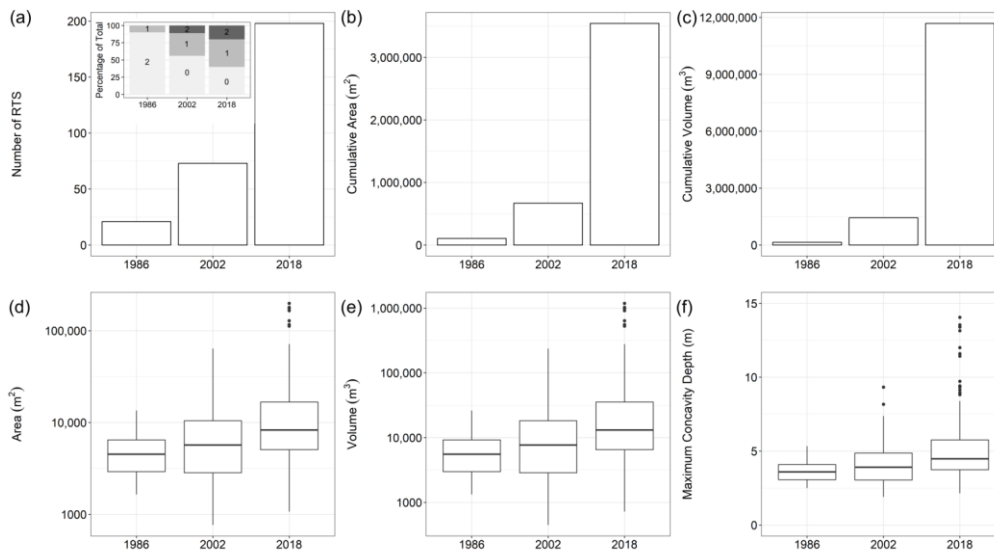 (a)
Number of RTS
200
150
100
50
0
Percentage of Total
100
75
50
25
0
1
2
2
1
0
2
1
0
1986 2002 2018
1986 2002 2018
(b)
Cumulative Area (m²)
3,000,000
2,000,000
1,000,000
0
1986 2002 2018
(c)
Cumulative Volume (m³)
12,000,000
9,000,000
6,000,000
3,000,000
0
1986 2002 2018
(d)
Area (m²)
100,000
10,000
1000
1986 2002 2018
(e)
Volume (m³)
1,000,000
100,000
10,000
1000
1986 2002 2018
(f)
Maximum Concavity Depth (m)
15
10
5
0
1986 2002 2018